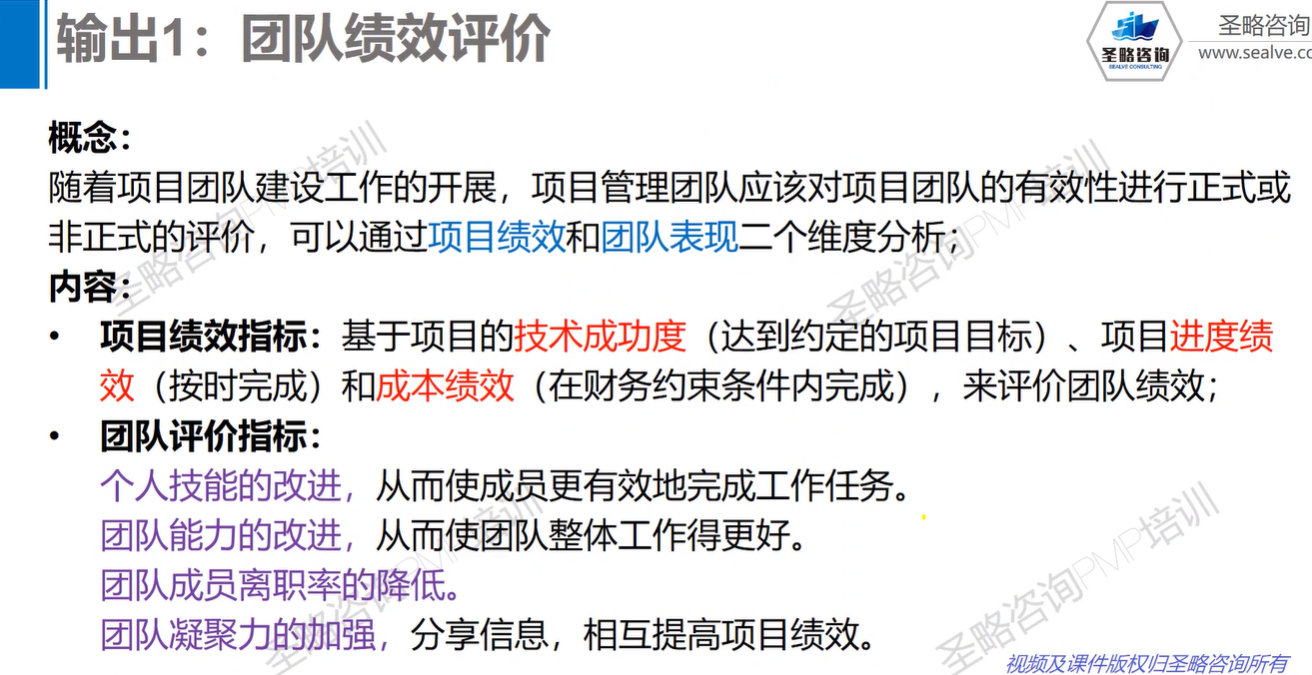 输出1：团队绩效评价
圣略咨询
SEALVE CONSULTING
圣略咨询
www.sealve.co
概念：
随着项目团队建设工作的开展，项目管理团队应该对项目团队的有效性进行正式或
非正式的评价，可以通过项目绩效和团队表现二个维度分析；
内容：
• 项目绩效指标：基于项目的技术成功度（达到约定的项目目标）、项目进度绩
效（按时完成）和成本绩效（在财务约束条件内完成），来评价团队绩效；
• 团队评价指标：
个人技能的改进，从而使成员更有效地完成工作任务。
团队能力的改进，从而使团队整体工作得更好。
团队成员离职率的降低。
团队凝聚力的加强，分享信息，相互提高项目绩效。
圣略咨询PMP培训
圣略咨询PMP培训
圣略咨询PMP培训
圣略咨询PMP培训
视频及课件版权归圣略咨询所有